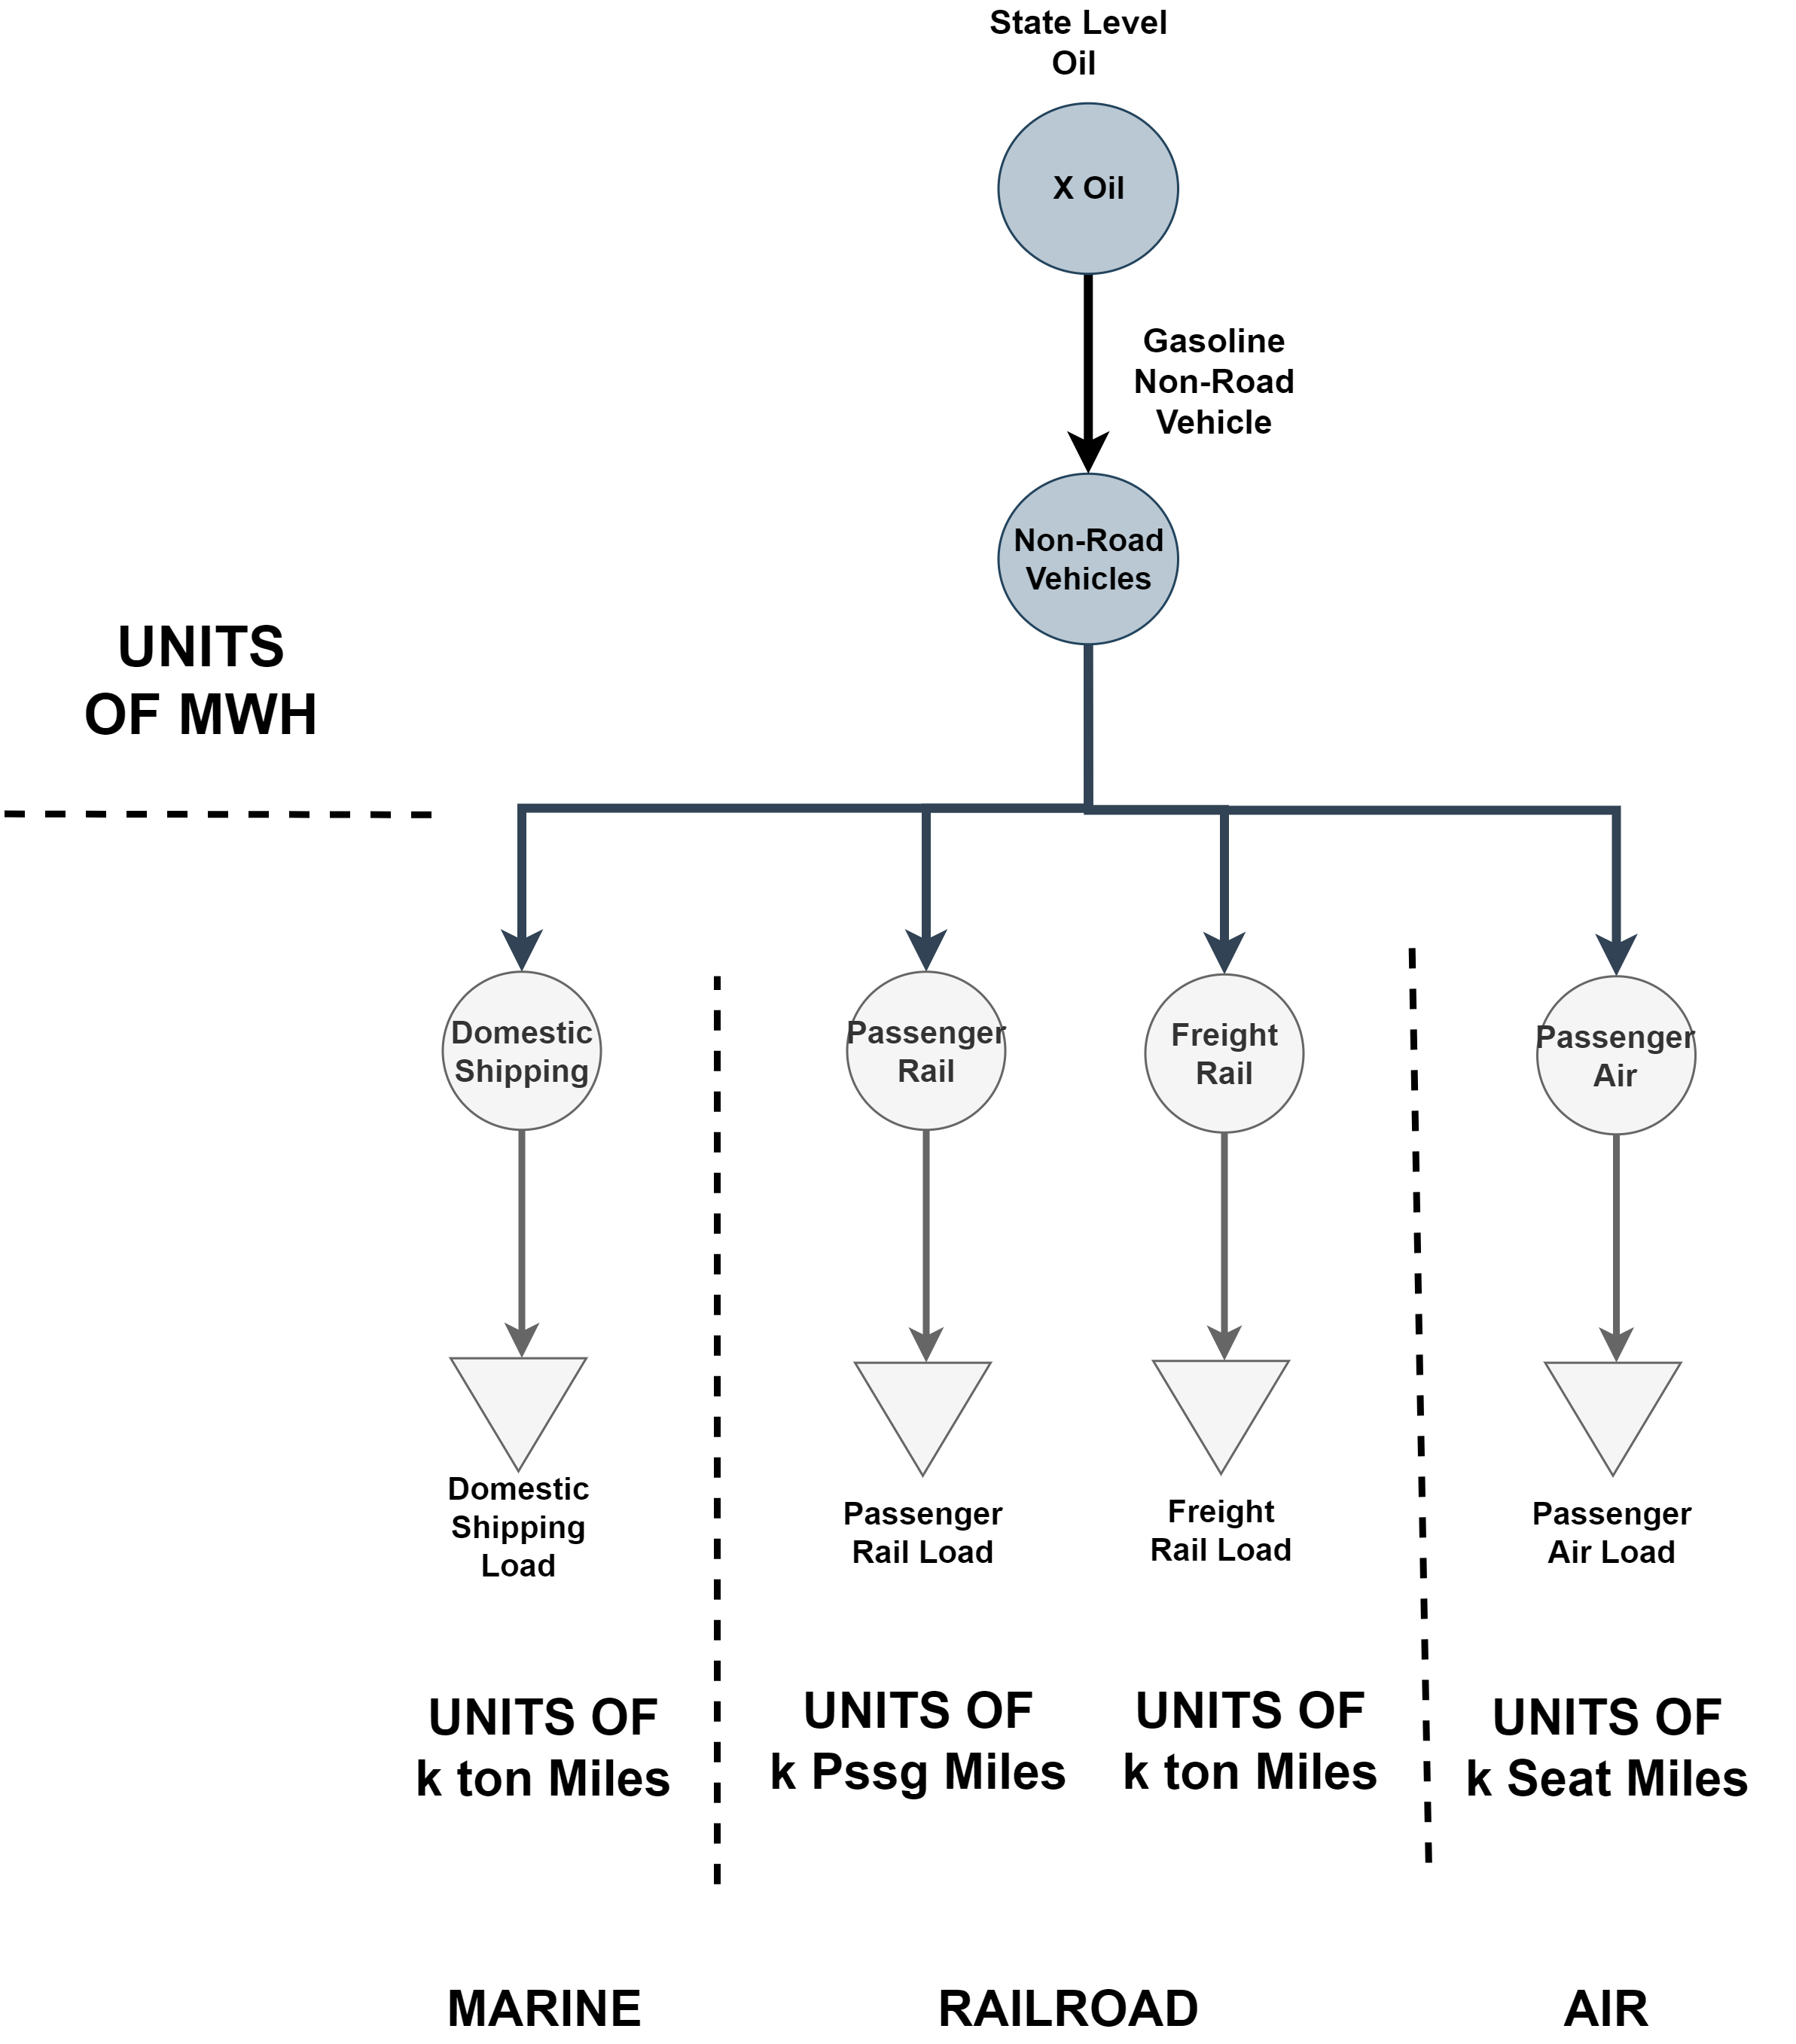 State Level
Oil
X Oil
Gasoline
Non-Road
Vehicle
Non-Road
Vehicles
UNITS
OF MWH
Domestic
Shipping
Passenger
Rail
Freight
Rail
Passenger
Air
Domestic
Shipping
Load
Passenger
Rail Load
Freight
Rail Load
Passenger
Air Load
UNITS OF
k ton Miles
UNITS OF
k Pssg Miles
UNITS OF
k ton Miles
UNITS OF
k Seat Miles
MARINE
RAILROAD
AIR